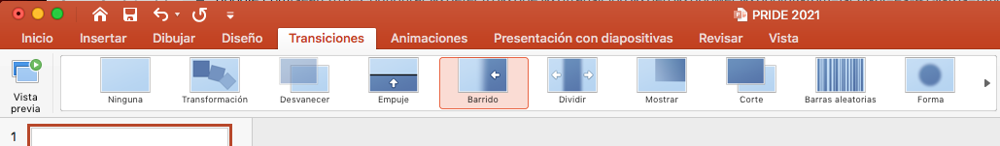 PRIDE 2021
Inicio Insertar Dibujar Diseño Transiciones Animaciones Presentación con diapositivas Revisar Vista
Vista
previa
Ninguna Transformación Desvanecer Empuje Barrido Dividir Mostrar Corte Barras aleatorias Forma
1